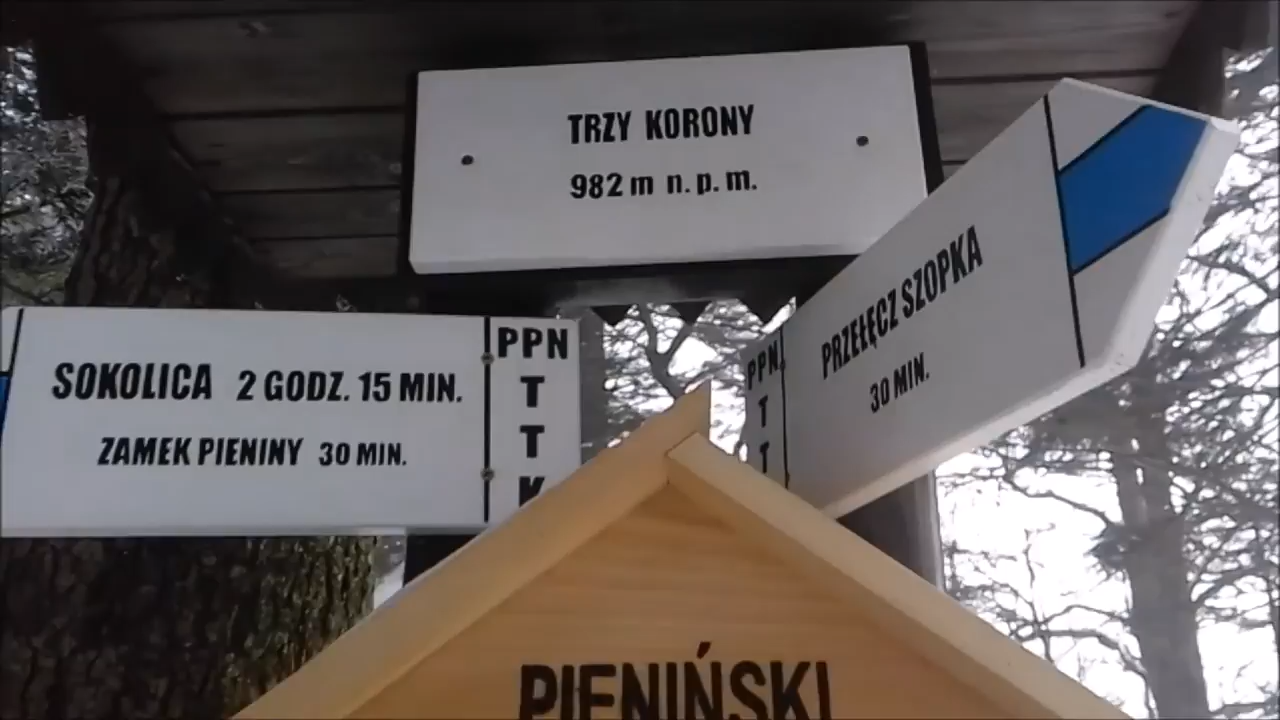 TRZY KORONY
982 m n. p. m.
SOKOLICA 2 GODZ. 15 MIN.
ZAMEK PIENINY 30 MIN.
PPN
T
T
K
PPN
T
T
PRZEŁĘCZ SZOPKA
30 MIN.
PIENIŃSKI